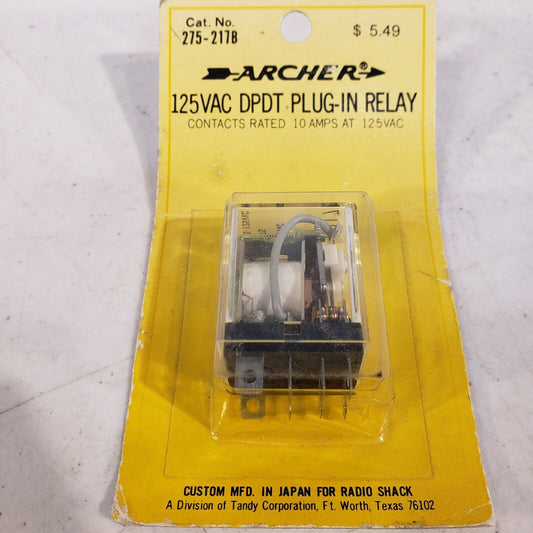 Cat. No.
275-217B
$ 5.49
ARCHER®
125VAC DPDT PLUG-IN RELAY
CONTACTS RATED 10 AMPS AT 125VAC
CUSTOM MFD. IN JAPAN FOR RADIO SHACK
A Division of Tandy Corporation, Ft. Worth, Texas 76102